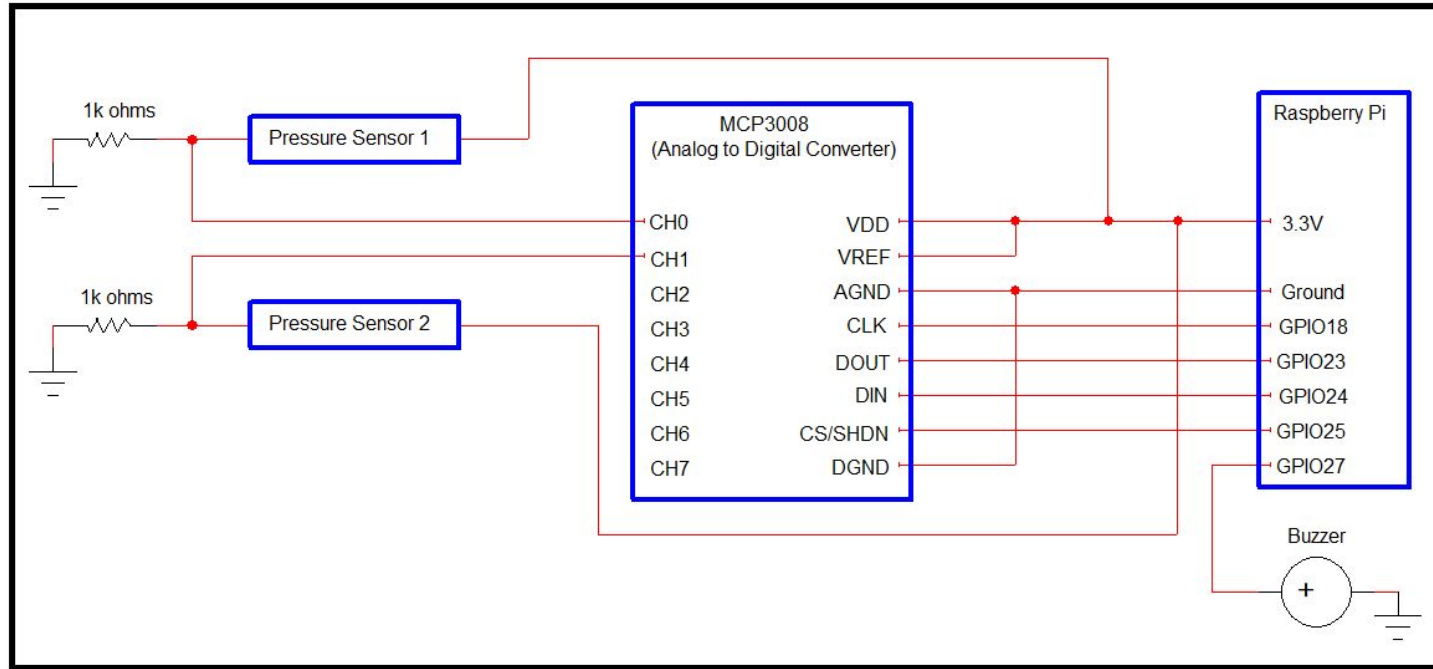 1k ohms
Pressure Sensor 1
1k ohms
Pressure Sensor 2
MCP3008
(Analog to Digital Converter)
CH0
CH1
CH2
CH3
CH4
CH5
CH6
CH7
VDD
VREF
AGND
CLK
DOUT
DIN
CS/SHDN
DGND
Raspberry Pi
3.3V
Ground
GPIO18
GPIO23
GPIO24
GPIO25
GPIO27
Buzzer
+